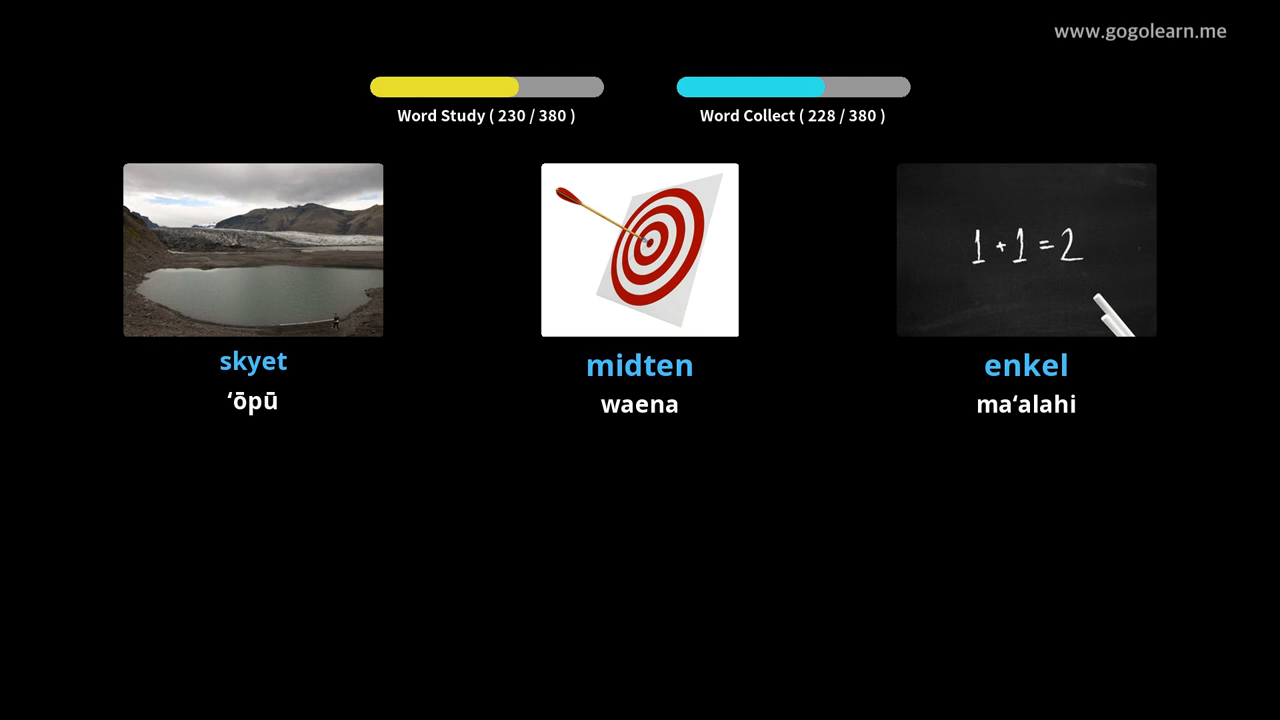 www.gogolearn.me
Word Study ( 230 / 380 )
Word Collect ( 228 / 380 )
1 + 1 = 2
skyet
midten
enkel
ʻōpū
waena
maʻalahi